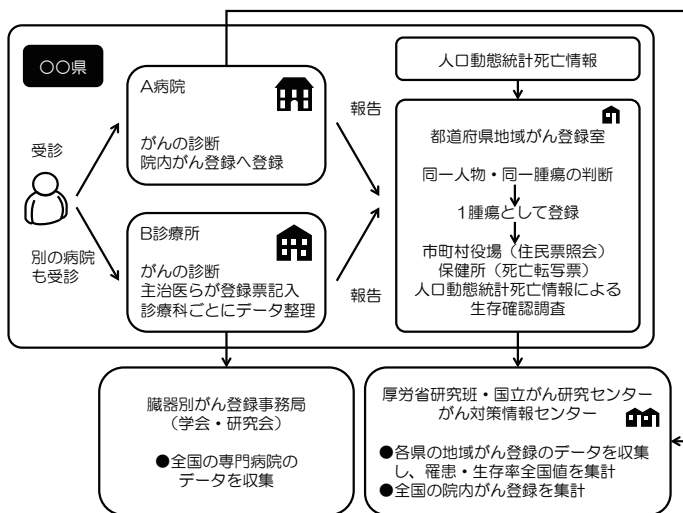 〇〇県
受診
別の病院
も受診
A病院
がんの診断
院内がん登録へ登録
B診療所
がんの診断
主治医らが登録票記入
診療科ごとにデータ整理
報告
報告
人口動態統計死亡情報
都道府県地域がん登録室
同一人物・同一腫瘍の判断
1腫瘍として登録
市町村役場（住民票照会）
保健所（死亡転写票）
人口動態統計死亡情報による
生存確認調査
臓器別がん登録事務局
（学会・研究会）
●全国の専門病院の
データを収集
厚労省研究班・国立がん研究センター
がん対策情報センター
●各県の地域がん登録のデータを収集
し、罹患・生存率全国値を集計
●全国の院内がん登録を集計